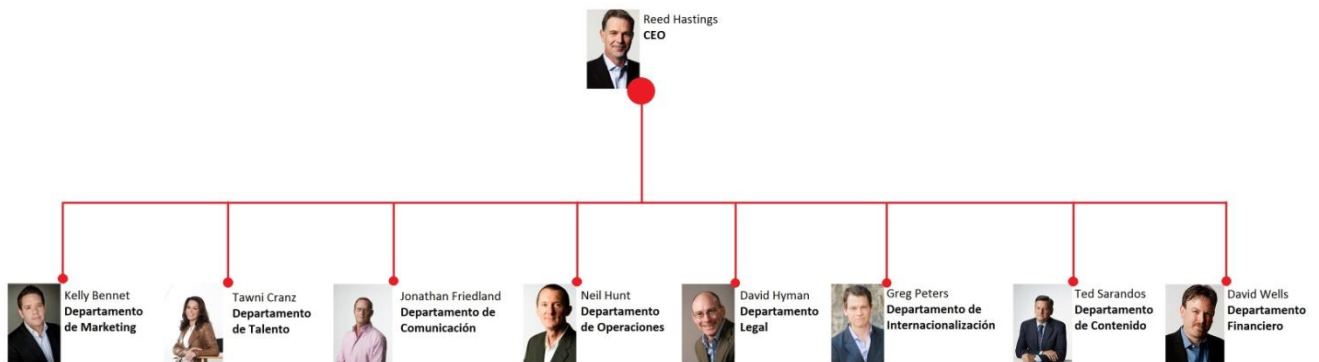 Reed Hastings
CEO
Kelly Bennet
Departamento
de Marketing
Tawni Cranz
Departamento
de Talento
Jonathan Friedland
Departamento de
Comunicación
Neil Hunt
Departamento
de Operaciones
David Hyman
Departamento
Legal
Greg Peters
Departamento de
Internacionalización
Ted Sarandos
Departamento
de Contenido
David Wells
Departamento
Financiero